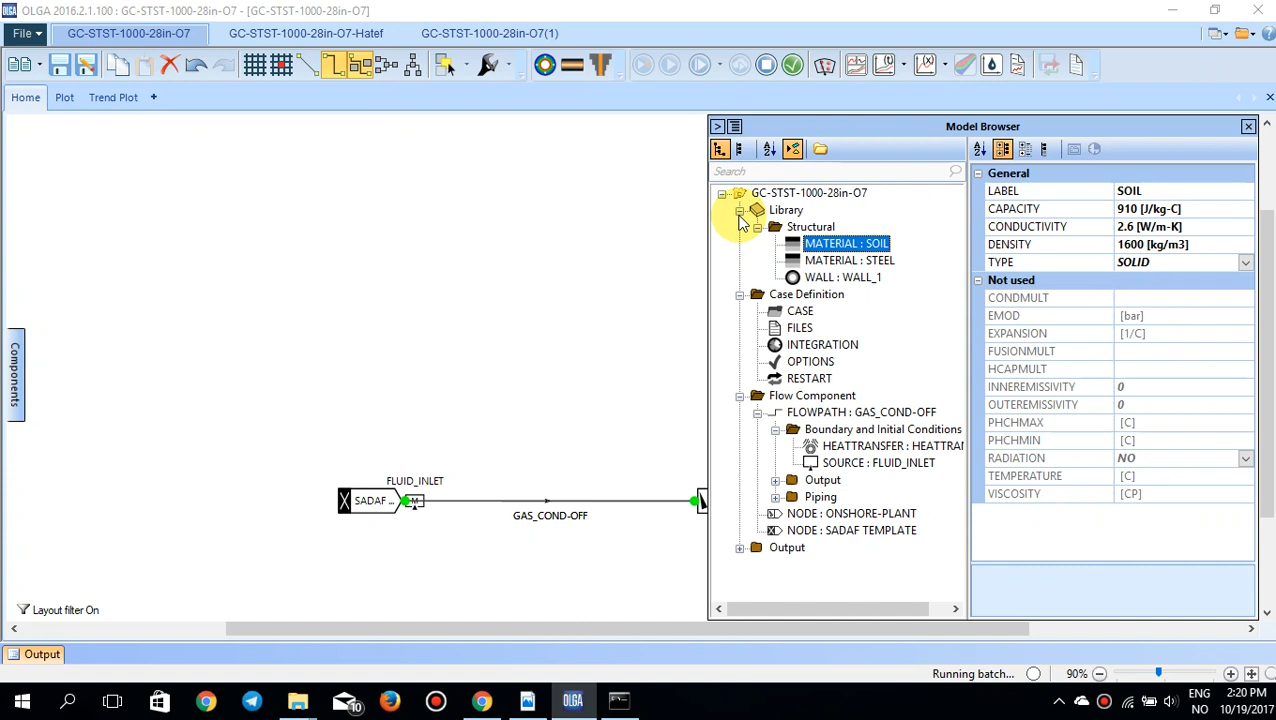 OLGA 2016.2.1.100 : GC-STST-1000-28in-O7 - [GC-STST-1000-28in-O7]
File
GC-STST-1000-28in-O7
GC-STST-1000-28in-O7-Hatef
GC-STST-1000-28in-O7(1)
Home
Plot
Trend Plot
+
Model Browser
Search
GC-STST-1000-28in-O7
Library
Structural
MATERIAL : SOIL
MATERIAL : STEEL
WALL : WALL_1
Case Definition
CASE
FILES
INTEGRATION
OPTIONS
RESTART
Flow Component
FLOWPATH : GAS_COND-OFF
Boundary and Initial Conditions
HEATTRANSFER : HEATTRAN
SOURCE : FLUID_INLET
Output
Piping
NODE : ONSHORE-PLANT
NODE : SADAF TEMPLATE
Output
General
LABEL SOIL
CAPACITY 910 [J/kg-C]
CONDUCTIVITY 2.6 [W/m-K]
DENSITY 1600 [kg/m3]
TYPE SOLID
Not used
CONDMULT
EMOD [bar]
EXPANSION [1/C]
FUSIONMULT
HCAPMULT
INNEREMISSIVITY 0
OUTEREMISSIVITY 0
PHCHMAX [C]
PHCHMIN [C]
RADIATION NO
TEMPERATURE [C]
VISCOSITY [CP]
Components
FLUID_INLET
SADAF ...
M
GAS_COND-OFF
Layout filter On
Output
Running batch...
90%
10
ENG
NO
2:20 PM
10/19/2017